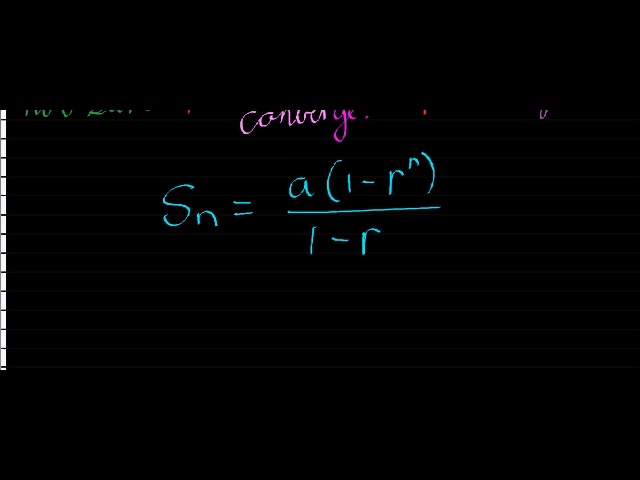 converge.
Sn = a(1-r^n)
1-r